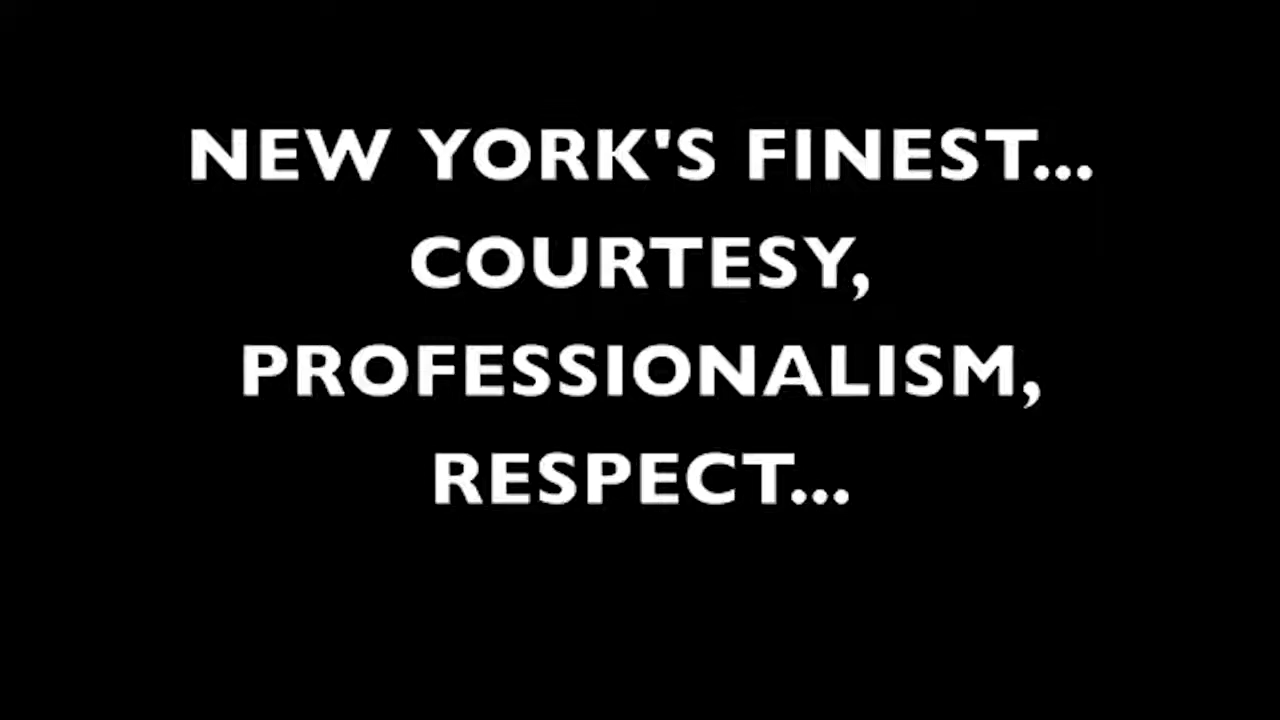 NEW YORK'S FINEST...
COURTESY,
PROFESSIONALISM,
RESPECT...